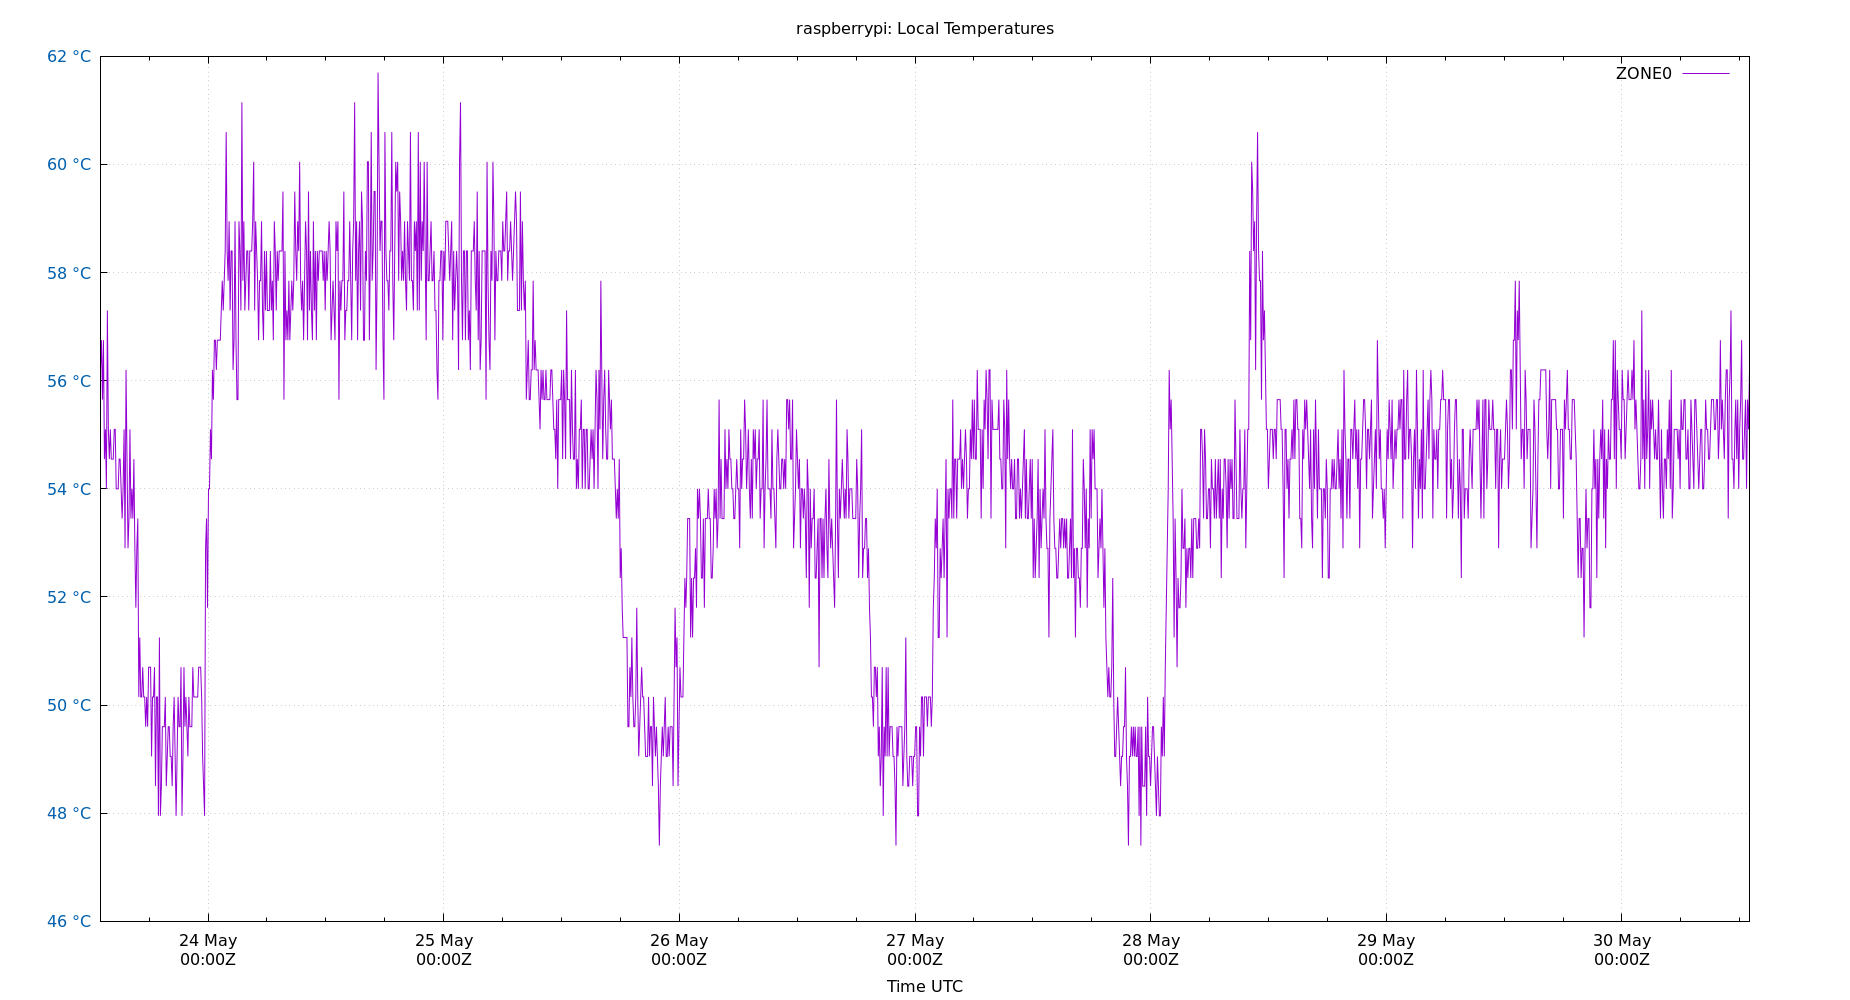 raspberrypi: Local Temperatures
62 °C
ZONE0
60 °C
58 °C
56 °C
54 °C
52 °C
50 °C
48 °C
46 °C
24 May 25 May 26 May 27 May 28 May 29 May 30 May
00:00Z 00:00Z 00:00Z 00:00Z 00:00Z 00:00Z 00:00Z
Time UTC